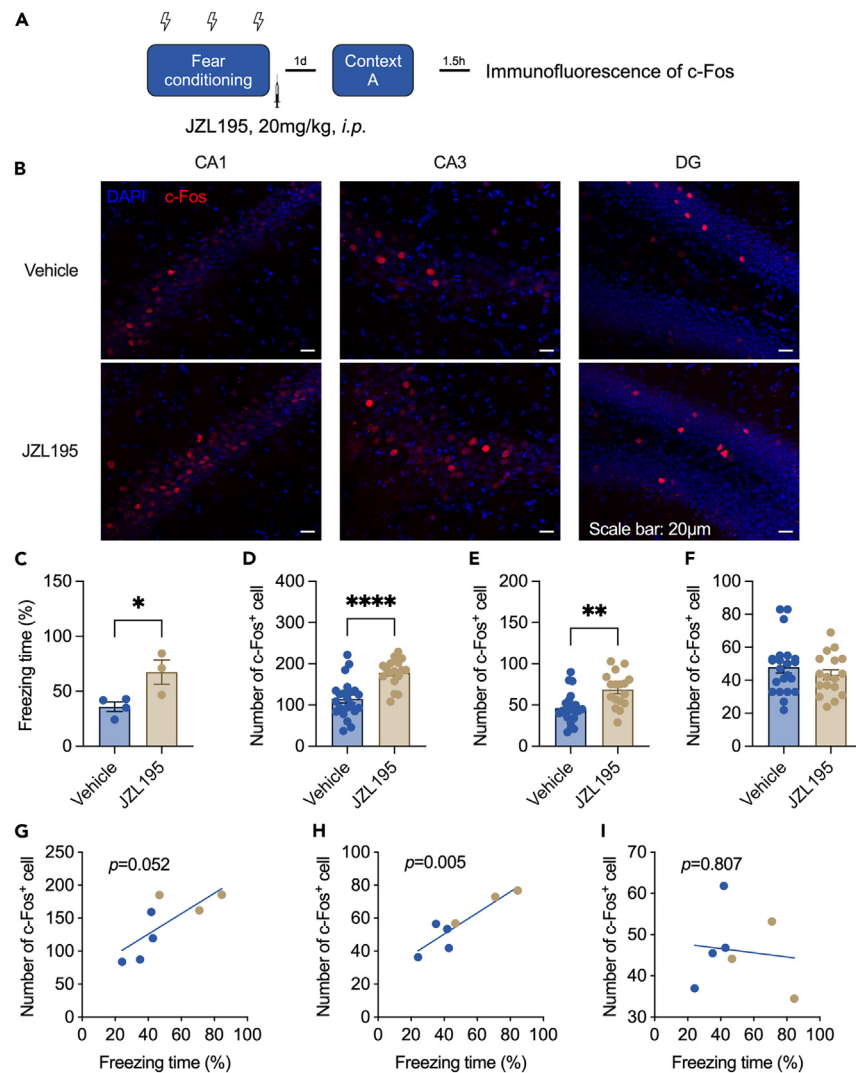 A
Fear
conditioning
1d
Context
A
1.5h
Immunofluorescence of c-Fos
JZL195, 20mg/kg, i.p.
B
CA1
CA3
DG
DAPI
c-Fos
Vehicle
JZL195
Scale bar: 20μm
C
Freezing time (%)
150
100
50
0
*
Vehicle
JZL195
D
Number of c-Fos+ cell
400
300
200
100
0
****
Vehicle
JZL195
E
Number of c-Fos+ cell
200
150
100
50
0
**
Vehicle
JZL195
F
Number of c-Fos+ cell
100
80
60
40
20
0
Vehicle
JZL195
G
Number of c-Fos+ cell
250
200
150
100
50
0
p=0.052
0 20 40 60 80 100
Freezing time (%)
H
Number of c-Fos+ cell
100
80
60
40
20
0
p=0.005
0 20 40 60 80 100
Freezing time (%)
I
Number of c-Fos+ cell
70
60
50
40
30
p=0.807
0 20 40 60 80 100
Freezing time (%)